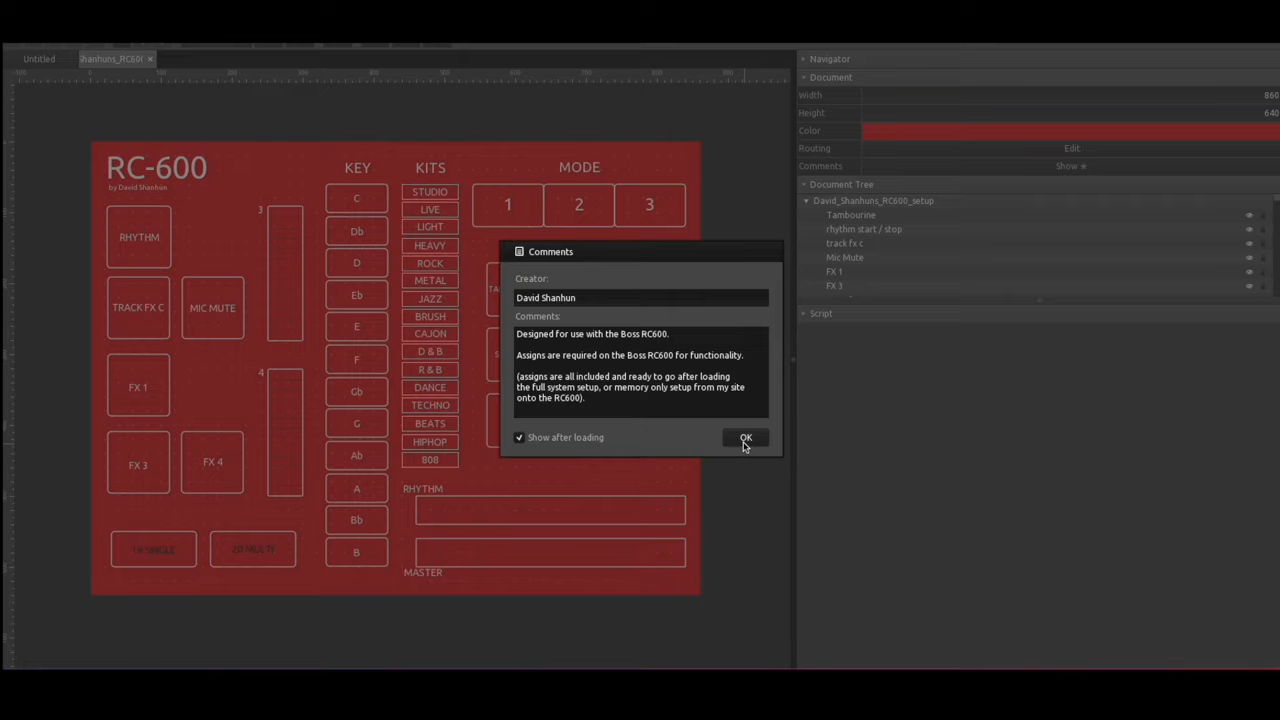 Untitled
Shanhuns_RC60
Navigator
Document
Width 860
Height 640
Color
Routing Edit
Comments Show
Document Tree
David_Shanhuns_RC600_setup
Tambourine
rhythm start / stop
track fx c
Mic Mute
FX 1
FX 3
Script
RC-600
by David Shanhun
KEY
KITS
MODE
RHYTHM
TRACK FX C
MIC MUTE
FX 1
FX 3
FX 4
19 SINGLE
20 MULTI
3
4
C
Db
D
Eb
E
F
Gb
G
Ab
A
Bb
B
STUDIO
LIVE
LIGHT
HEAVY
ROCK
METAL
JAZZ
BRUSH
CAJON
D & B
R & B
DANCE
TECHNO
BEATS
HIPHOP
808
1
2
3
RHYTHM
MASTER
Comments
Creator:
David Shanhun
Comments:
Designed for use with the Boss RC600.
Assigns are required on the Boss RC600 for functionality.
(assigns are all included and ready to go after loading
the full system setup, or memory only setup from my site
onto the RC600).
Show after loading
OK